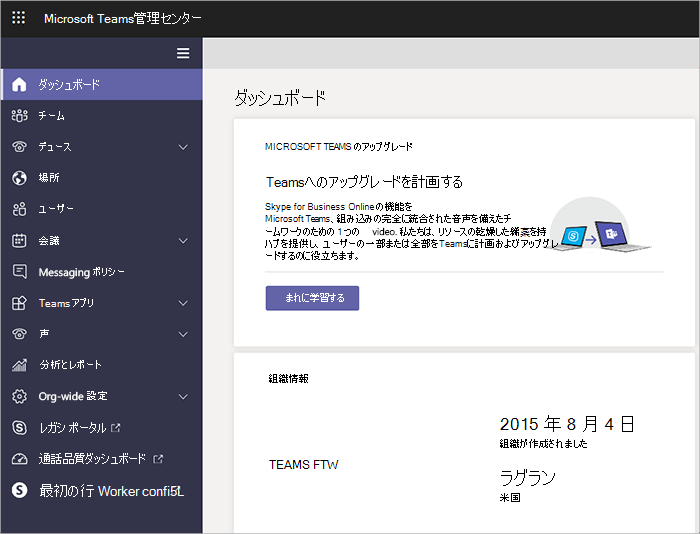 Microsoft Teams管理センター
ダッシュボード
チーム
デュース
場所
ユーザー
会議
Messaging ポリシー
Teams アプリ
声
分析とレポート
Org-wide 設定
レガシ ポータル
通話品質ダッシュボード
最初の行 Worker confi5L
ダッシュボード
MICROSOFT TEAMS のアップグレード
Teamsへのアップグレードを計画する
Skype for Business Onlineの機能を
Microsoft Teams、組み込みの完全に統合された音声を備えたチ
ームワークのための 1 つの video. 私たちは、リソースの乾燥した縮薬を持
ハブを提供し、ユーザーの一部または全部をTeamsに計画およびアップグレ
ードするのに役立ちます。
まれに学習する
組織情報
TEAMS FTW
2015 年 8 月 4 日
組織が作成されました
ラグラン
米国